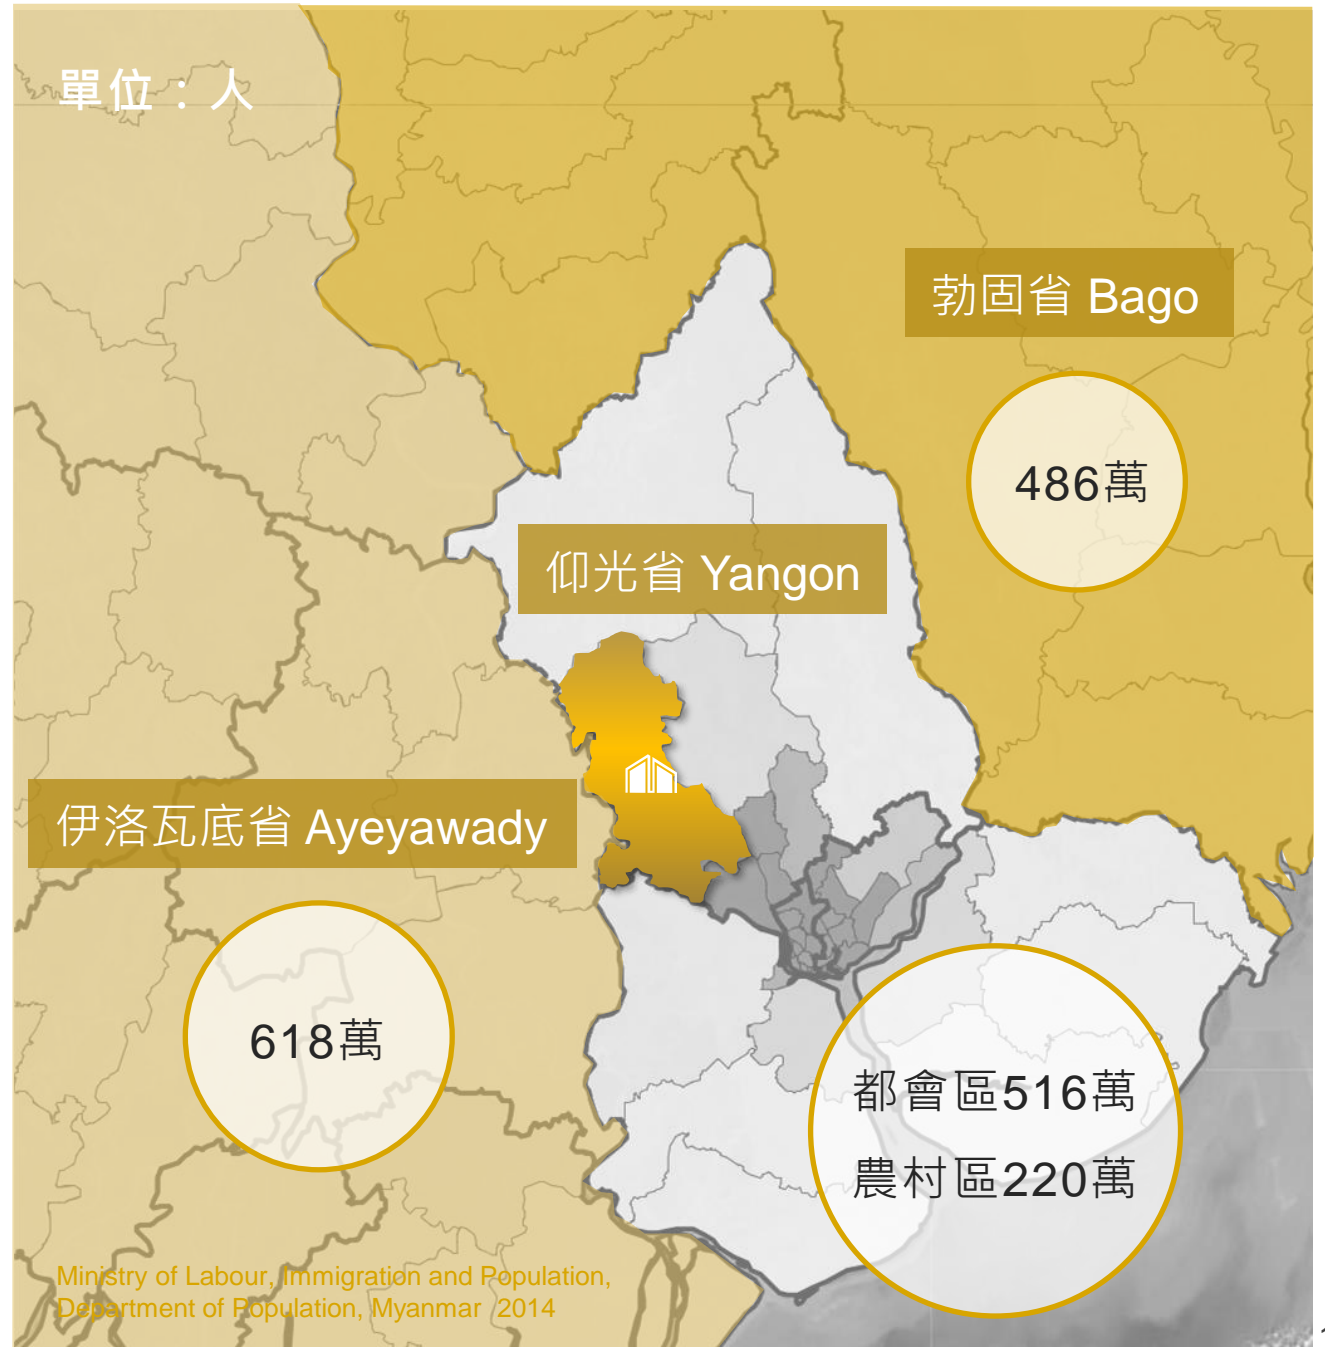 單位：人
勃固省 Bago
486萬
仰光省 Yangon
伊洛瓦底省 Ayeyawady
618萬
都會區516萬
農村區220萬
Ministry of Labour, Immigration and Population,
Department of Population, Myanmar 2014